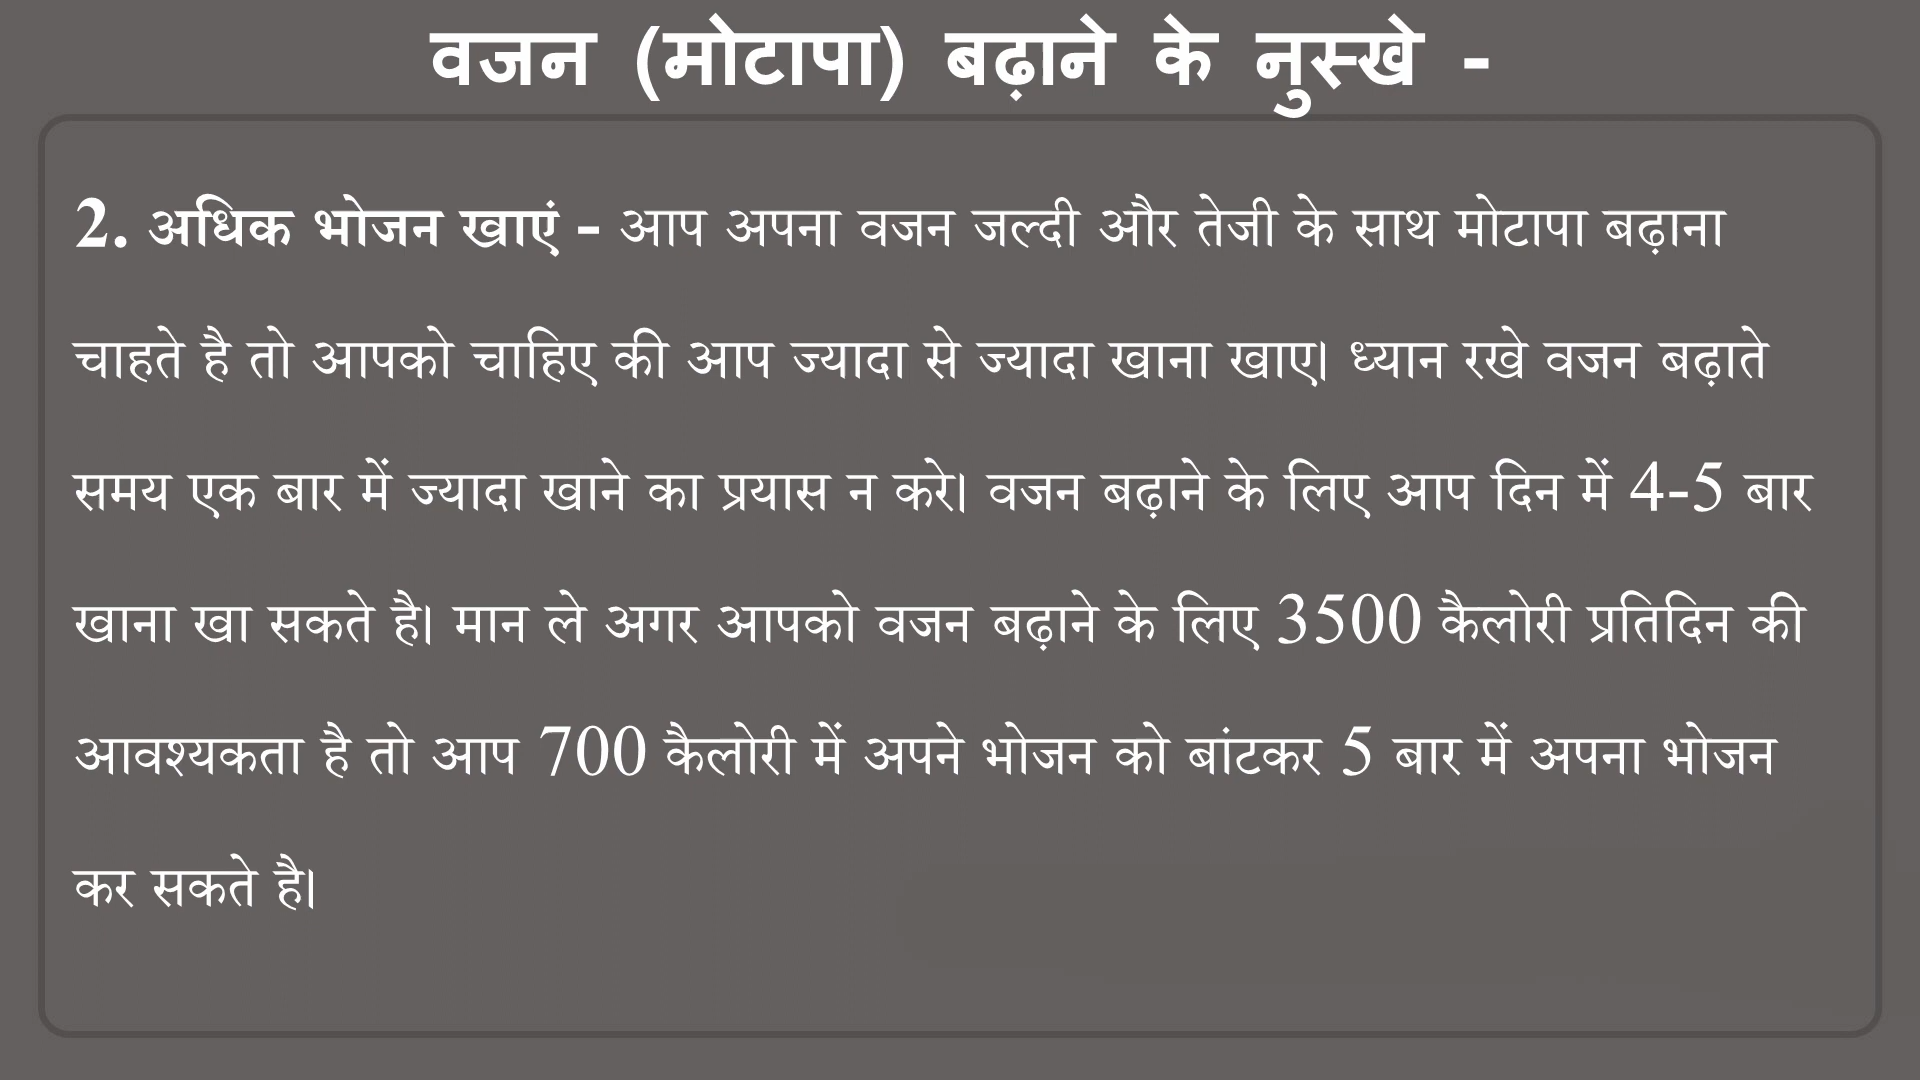 वजन (मोटापा) बढ़ाने के नुस्खे -
2. अधिक भोजन खाएं - आप अपना वजन जल्दी और तेजी के साथ मोटापा बढ़ाना
चाहते है तो आपको चाहिए की आप ज्यादा से ज्यादा खाना खाए। ध्यान रखे वजन बढ़ाते
समय एक बार में ज्यादा खाने का प्रयास न करे। वजन बढ़ाने के लिए आप दिन में 4-5 बार
खाना खा सकते है। मान ले अगर आपको वजन बढ़ाने के लिए 3500 कैलोरी प्रतिदिन की
आवश्यकता है तो आप 700 कैलोरी में अपने भोजन को बांटकर 5 बार में अपना भोजन
कर सकते है।